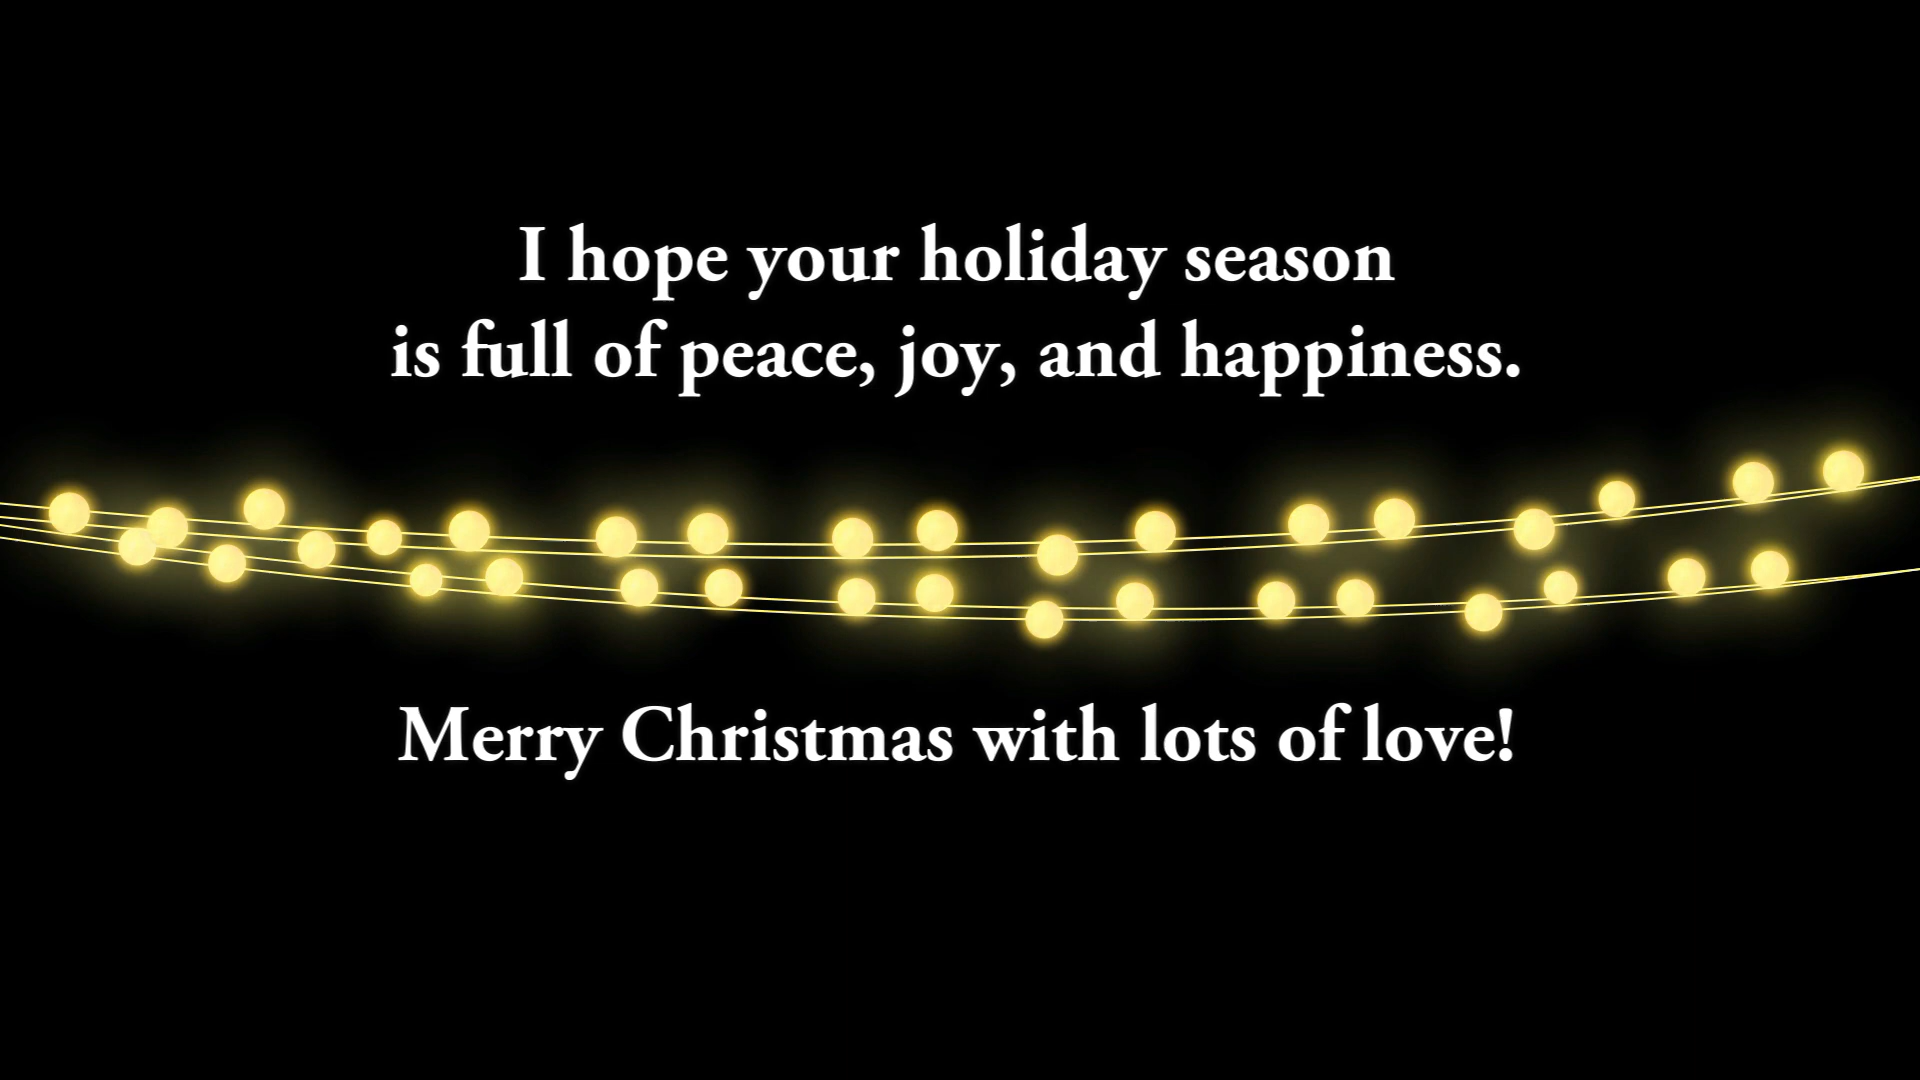 I hope your holiday season
is full of peace, joy, and happiness.
Merry Christmas with lots of love!